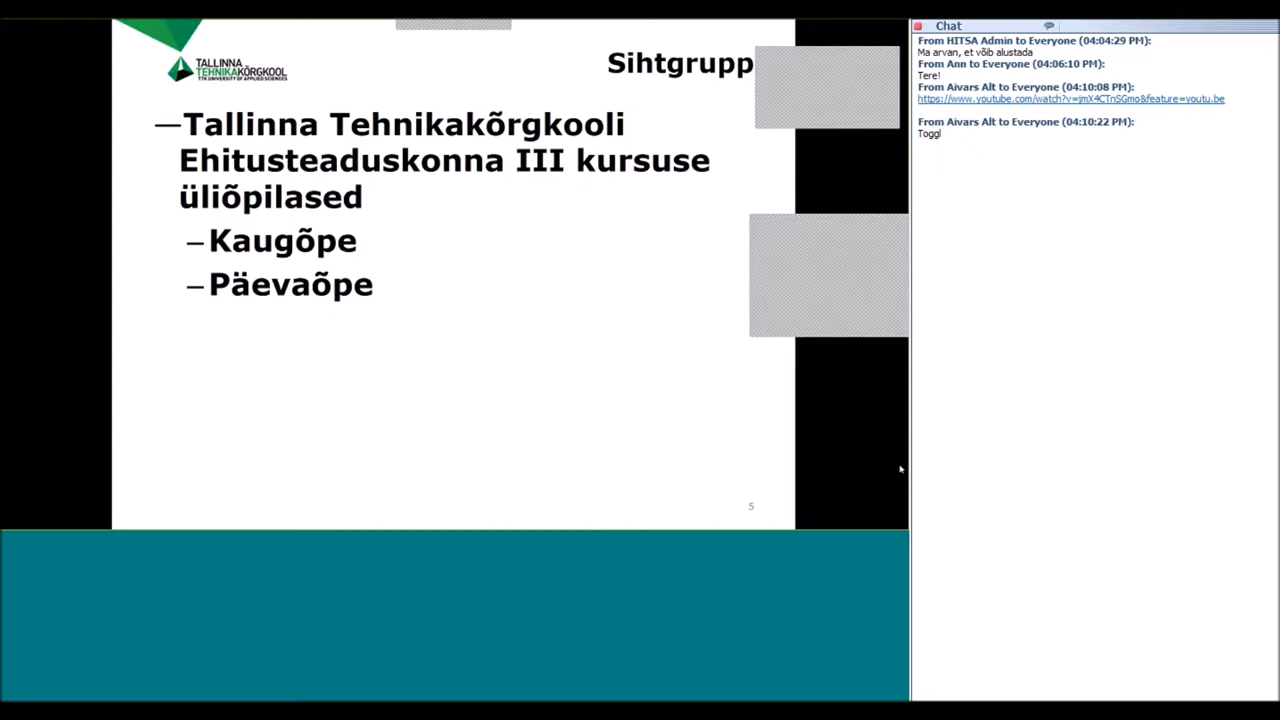 TALLINNA
TEHNIKAKÕRGKOOL
TTK UNIVERSITY OF APPLIED SCIENCES
Sihtgrupp
—Tallinna Tehnikakõrgkooli
Ehitusteaduskonna III kursuse
üliõpilased
–Kaugõpe
–Päevaõpe
5
Chat
From HITSA Admin to Everyone (04:04:29 PM):
Ma arvan, et võib alustada
From Ann to Everyone (04:06:10 PM):
Tere!
From Aivars Alt to Everyone (04:10:08 PM):
https://www.youtube.com/watch?v=jmX4CTnSGmo&feature=youtu.be
From Aivars Alt to Everyone (04:10:22 PM):
Toggl